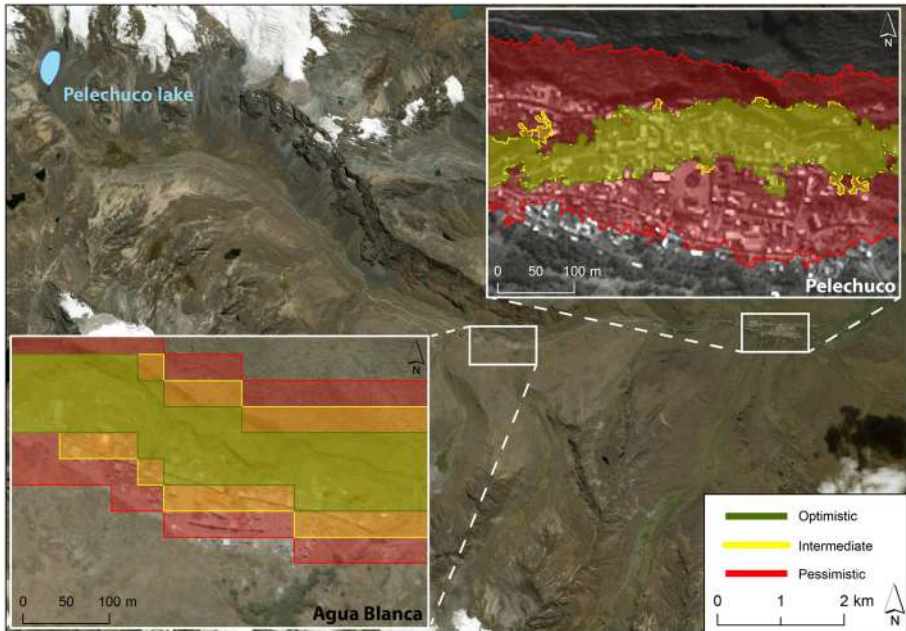 Pelechuco lake
N
0 50 100 m
Pelechuco
N
0 50 100 m
Agua Blanca
Optimistic
Intermediate
Pessimistic
N
0 1 2 km